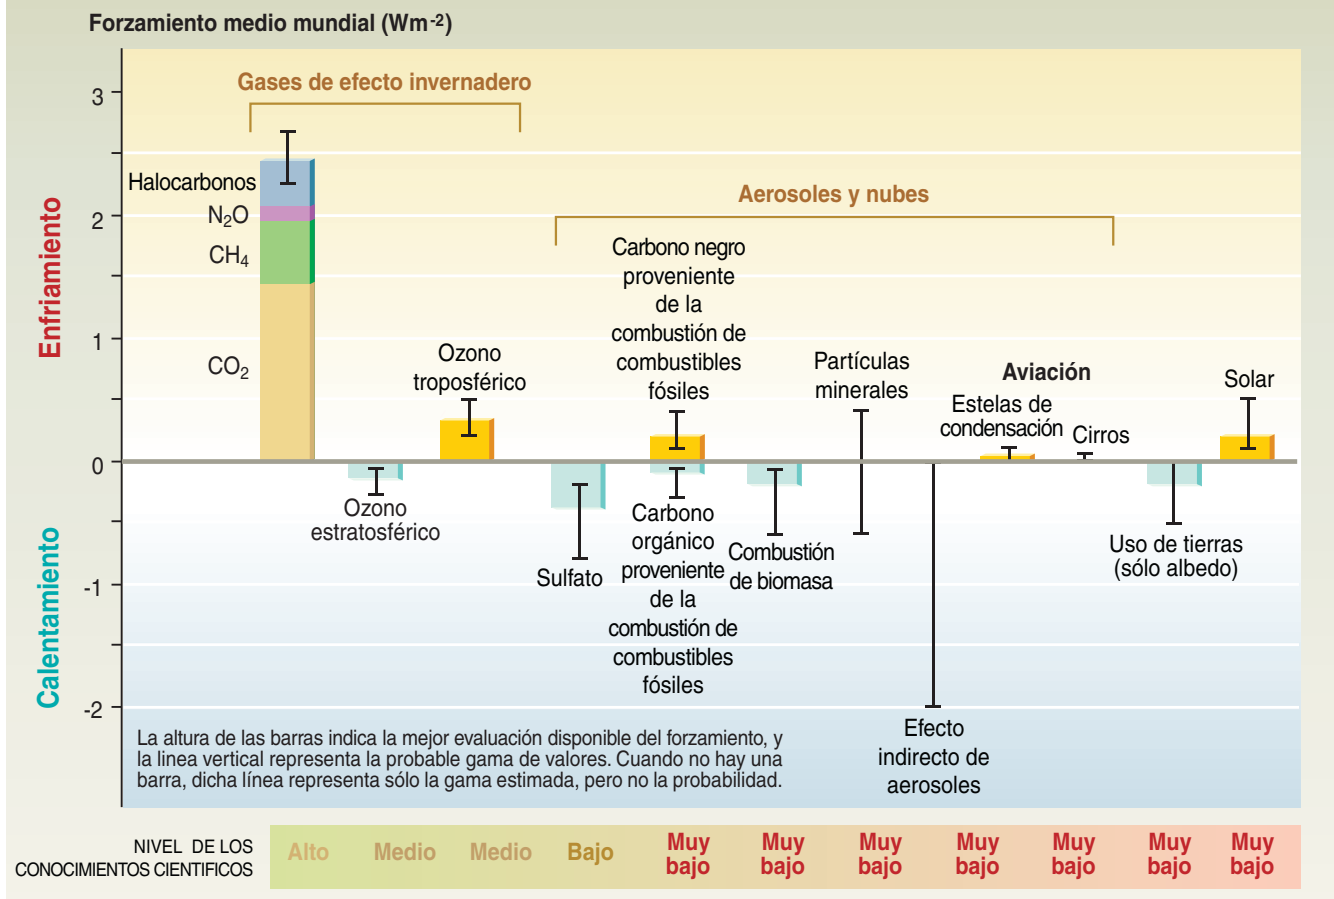 Forzamiento medio mundial (Wm-2)
3
2
1
0
-1
-2
Enfriamiento
Calentamiento
Gases de efecto invernadero
Halocarbonos
N2O
CH4
CO2
Ozono
estratosférico
Ozono
troposférico
Aerosoles y nubes
Sulfato
Carbono negro
proveniente
de la
combustión de
combustibles
fósiles
Carbono
orgánico
proveniente
de la
combustión de
combustibles
fósiles
Combustión
de biomasa
Partículas
minerales
Efecto
indirecto de
aerosoles
Aviación
Estelas de
condensación
Cirros
Uso de tierras
(sólo albedo)
Solar
La altura de las barras indica la mejor evaluación disponible del forzamiento, y
la linea vertical representa la probable gama de valores. Cuando no hay una
barra, dicha línea representa sólo la gama estimada, pero no la probabilidad.
NIVEL DE LOS
CONOCIMIENTOS CIENTIFICOS
Alto
Medio
Medio
Bajo
Muy
bajo
Muy
bajo
Muy
bajo
Muy
bajo
Muy
bajo
Muy
bajo
Muy
bajo